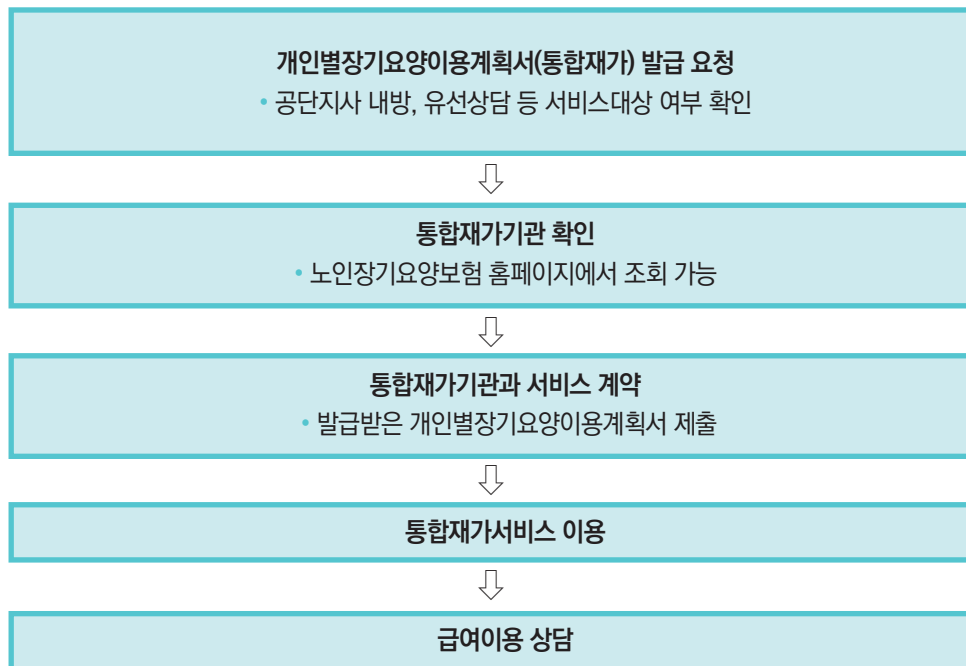 개인별장기요양이용계획서(통합재가) 발급 요청
• 공단지사 내방, 유선상담 등 서비스대상 여부 확인
통합재가기관 확인
• 노인장기요양보험 홈페이지에서 조회 가능
통합재가기관과 서비스 계약
• 발급받은 개인별장기요양이용계획서 제출
통합재가서비스 이용
급여이용 상담